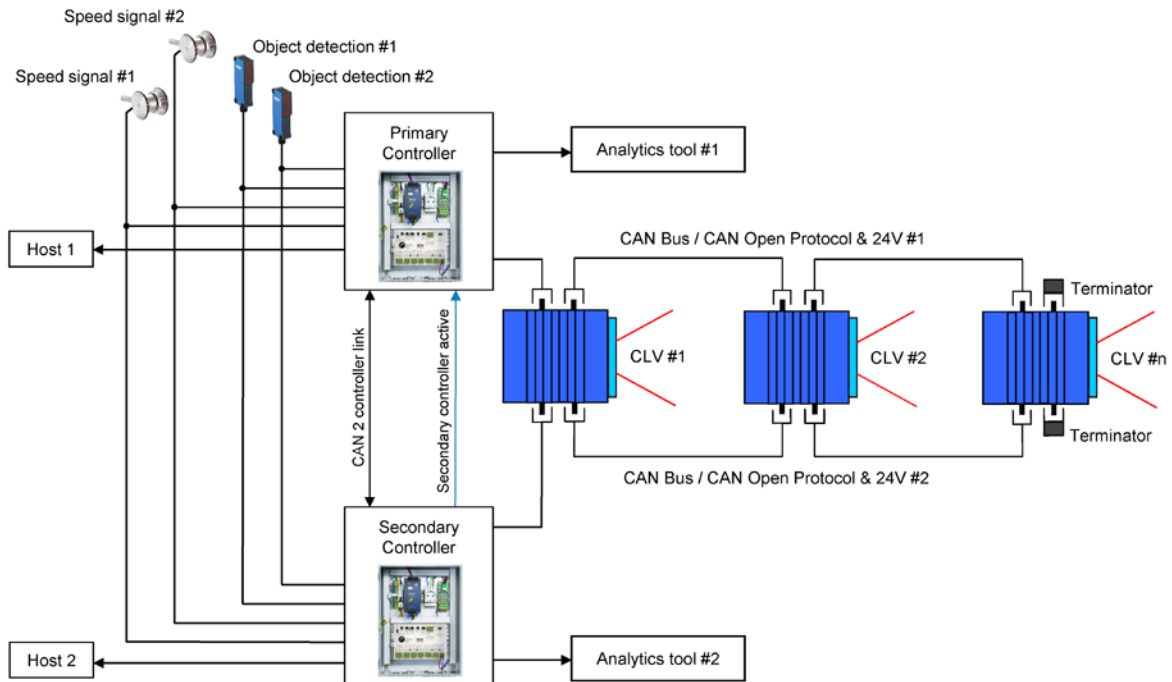 Speed signal #2
Speed signal #1
Object detection #1
Object detection #2
Primary
Controller
Analytics tool #1
Host 1
CAN Bus / CAN Open Protocol & 24V #1
Terminator
CLV #1
CLV #2
CLV #n
Terminator
CAN 2 controller link
Secondary controller active
CAN Bus / CAN Open Protocol & 24V #2
Secondary
Controller
Host 2
Analytics tool #2